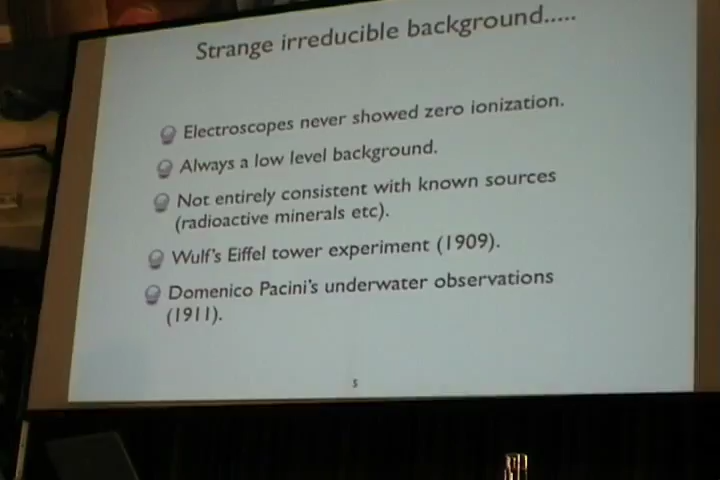 Strange irreducible background.....
Electroscopes never showed zero ionization.
Always a low level background.
Not entirely consistent with known sources
(radioactive minerals etc).
Wulf's Eiffel tower experiment (1909).
Domenico Pacini's underwater observations
(1911).
5